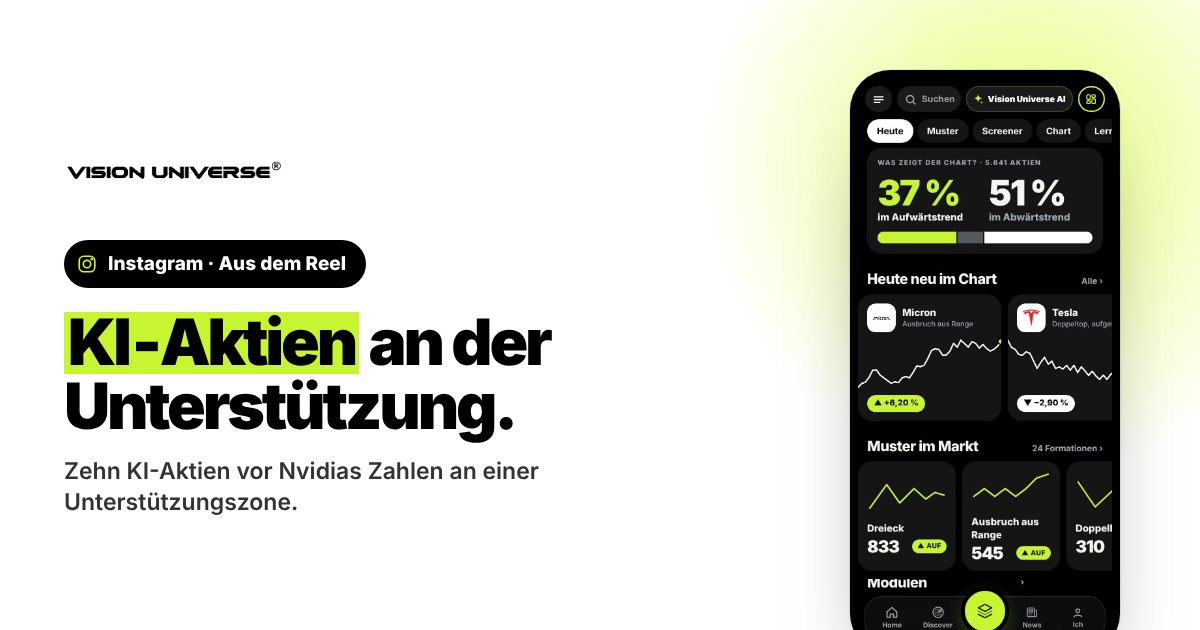 VISION UNIVERSE®
Instagram · Aus dem Reel
KI-Aktien an der
Unterstützung.
Zehn KI-Aktien vor Nvidias Zahlen an einer
Unterstützungszone.
Suchen
Vision Universe AI
Heute
Muster
Screener
Chart
Lern
WAS ZEIGT DER CHART? · 5.641 AKTIEN
37 %
im Aufwärtstrend
51 %
im Abwärtstrend
Heute neu im Chart
Alle ›
micron
Micron
Ausbruch aus Range
▲ +6,20 %
Tesla
Doppeltop, aufge
▼ −2,90 %
Muster im Markt
24 Formationen ›
Dreieck
833
▲ AUF
Ausbruch aus
Range
545
▲ AUF
Doppelb
310
Modulen
›
Home
Discover
News
Ich